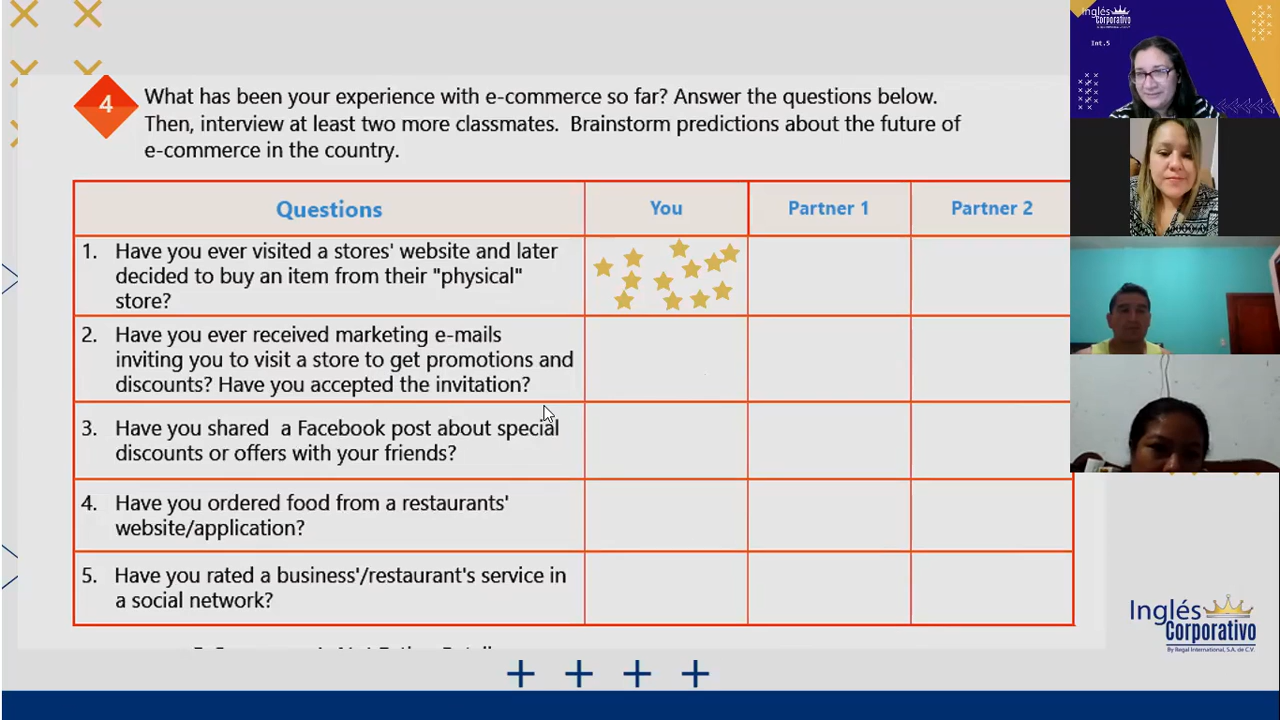 4
What has been your experience with e-commerce so far? Answer the questions below.
Then, interview at least two more classmates. Brainstorm predictions about the future of
e-commerce in the country.
Questions
You
Partner 1
Partner 2
1. Have you ever visited a stores' website and later
decided to buy an item from their "physical"
store?
2. Have you ever received marketing e-mails
inviting you to visit a store to get promotions and
discounts? Have you accepted the invitation?
3. Have you shared a Facebook post about special
discounts or offers with your friends?
4. Have you ordered food from a restaurants'
website/application?
5. Have you rated a business'/restaurant's service in
a social network?
Inglés
Corporativo
Int.5
Inglés
Corporativo
By Regal International, S.A. de C.V.